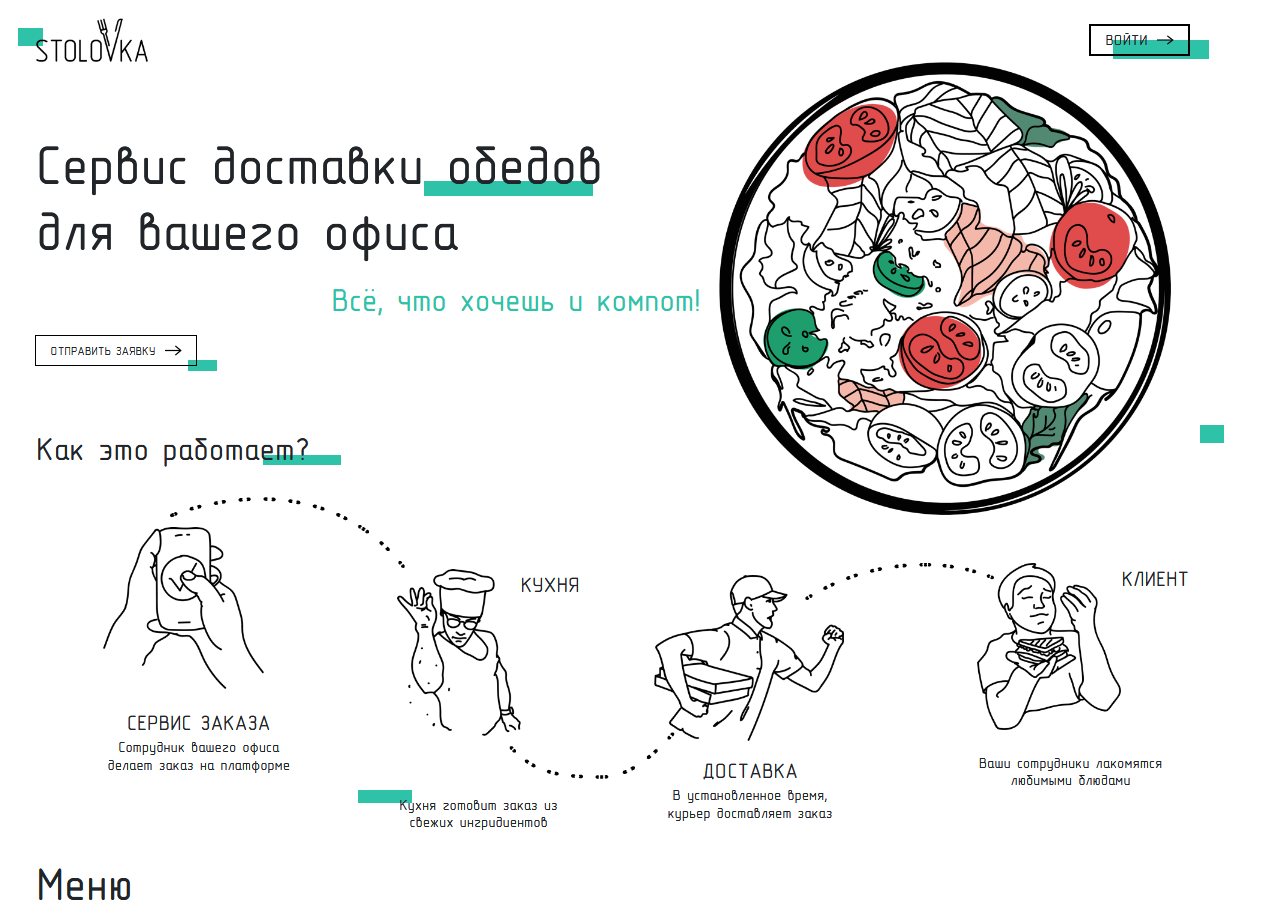 STOLOVKA
ВОЙТИ
Сервис доставки обедов
для вашего офиса
Всё, что хочешь и компот!
ОТПРАВИТЬ ЗАЯВКУ
Как это работает?
КУХНЯ
КЛИЕНТ
СЕРВИС ЗАКАЗА
Сотрудник вашего офиса
делает заказ на платформе
Кухня готовит заказ из
свежих ингридиентов
ДОСТАВКА
В установленное время,
курьер доставляет заказ
Ваши сотрудники лакомятся
любимыми блюдами
Меню